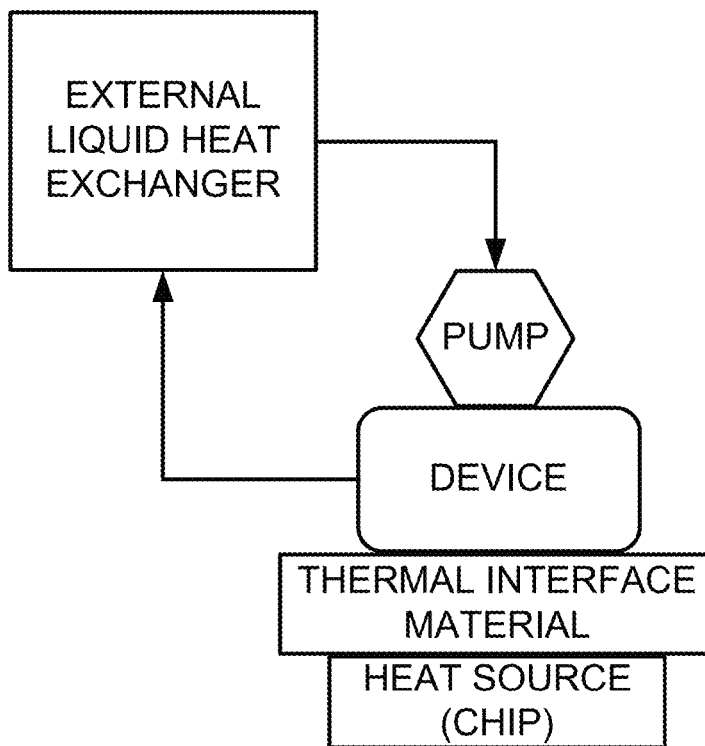 EXTERNAL
LIQUID HEAT
EXCHANGER
PUMP
DEVICE
THERMAL INTERFACE
MATERIAL
HEAT SOURCE
(CHIP)